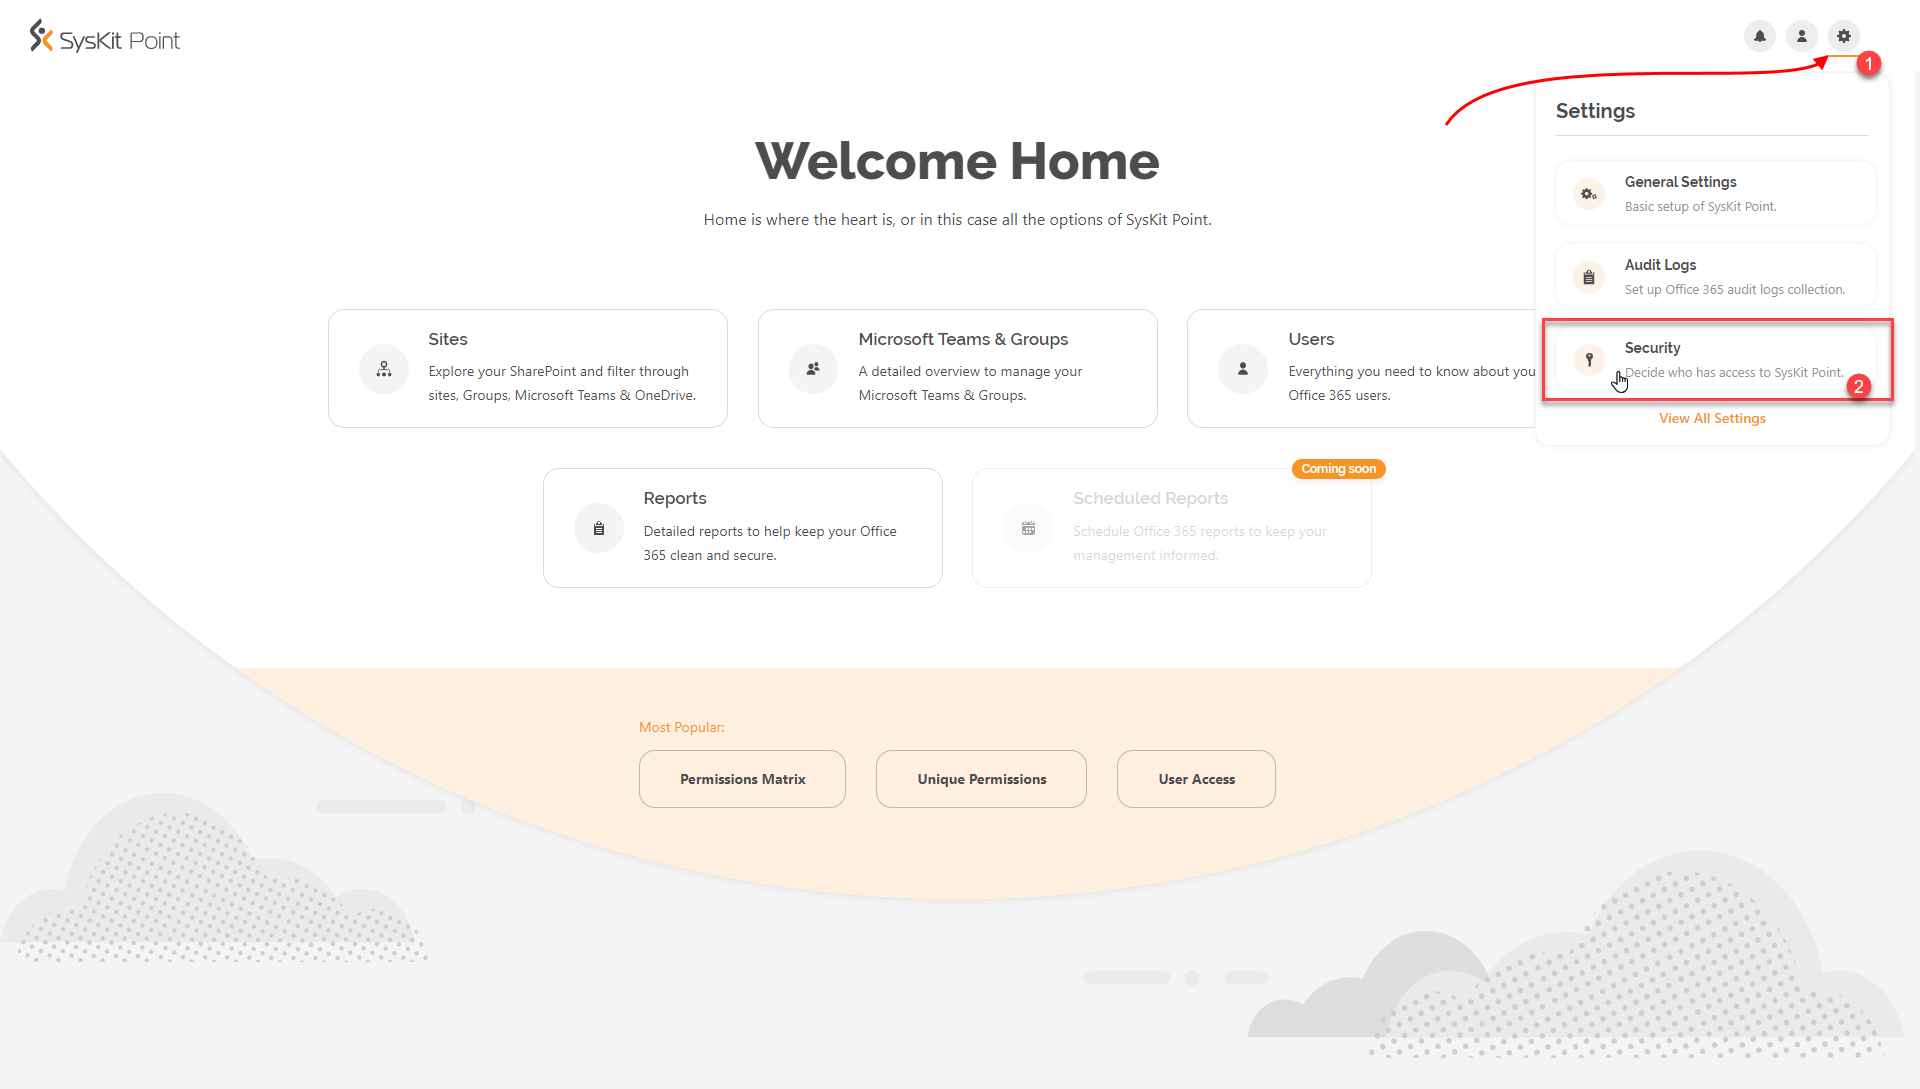 SysKit Point
1
Settings
Welcome Home
Home is where the heart is, or in this case all the options of SysKit Point.
General Settings
Basic setup of SysKit Point.
Audit Logs
Set up Office 365 audit logs collection.
Security
Decide who has access to SysKit Point.
2
View All Settings
Sites
Explore your SharePoint and filter through
sites, Groups, Microsoft Teams & OneDrive.
Microsoft Teams & Groups
A detailed overview to manage your
Microsoft Teams & Groups.
Users
Everything you need to know about you
Office 365 users.
Reports
Detailed reports to help keep your Office
365 clean and secure.
Coming soon
Scheduled Reports
Schedule Office 365 reports to keep your
management informed.
Most Popular:
Permissions Matrix
Unique Permissions
User Access